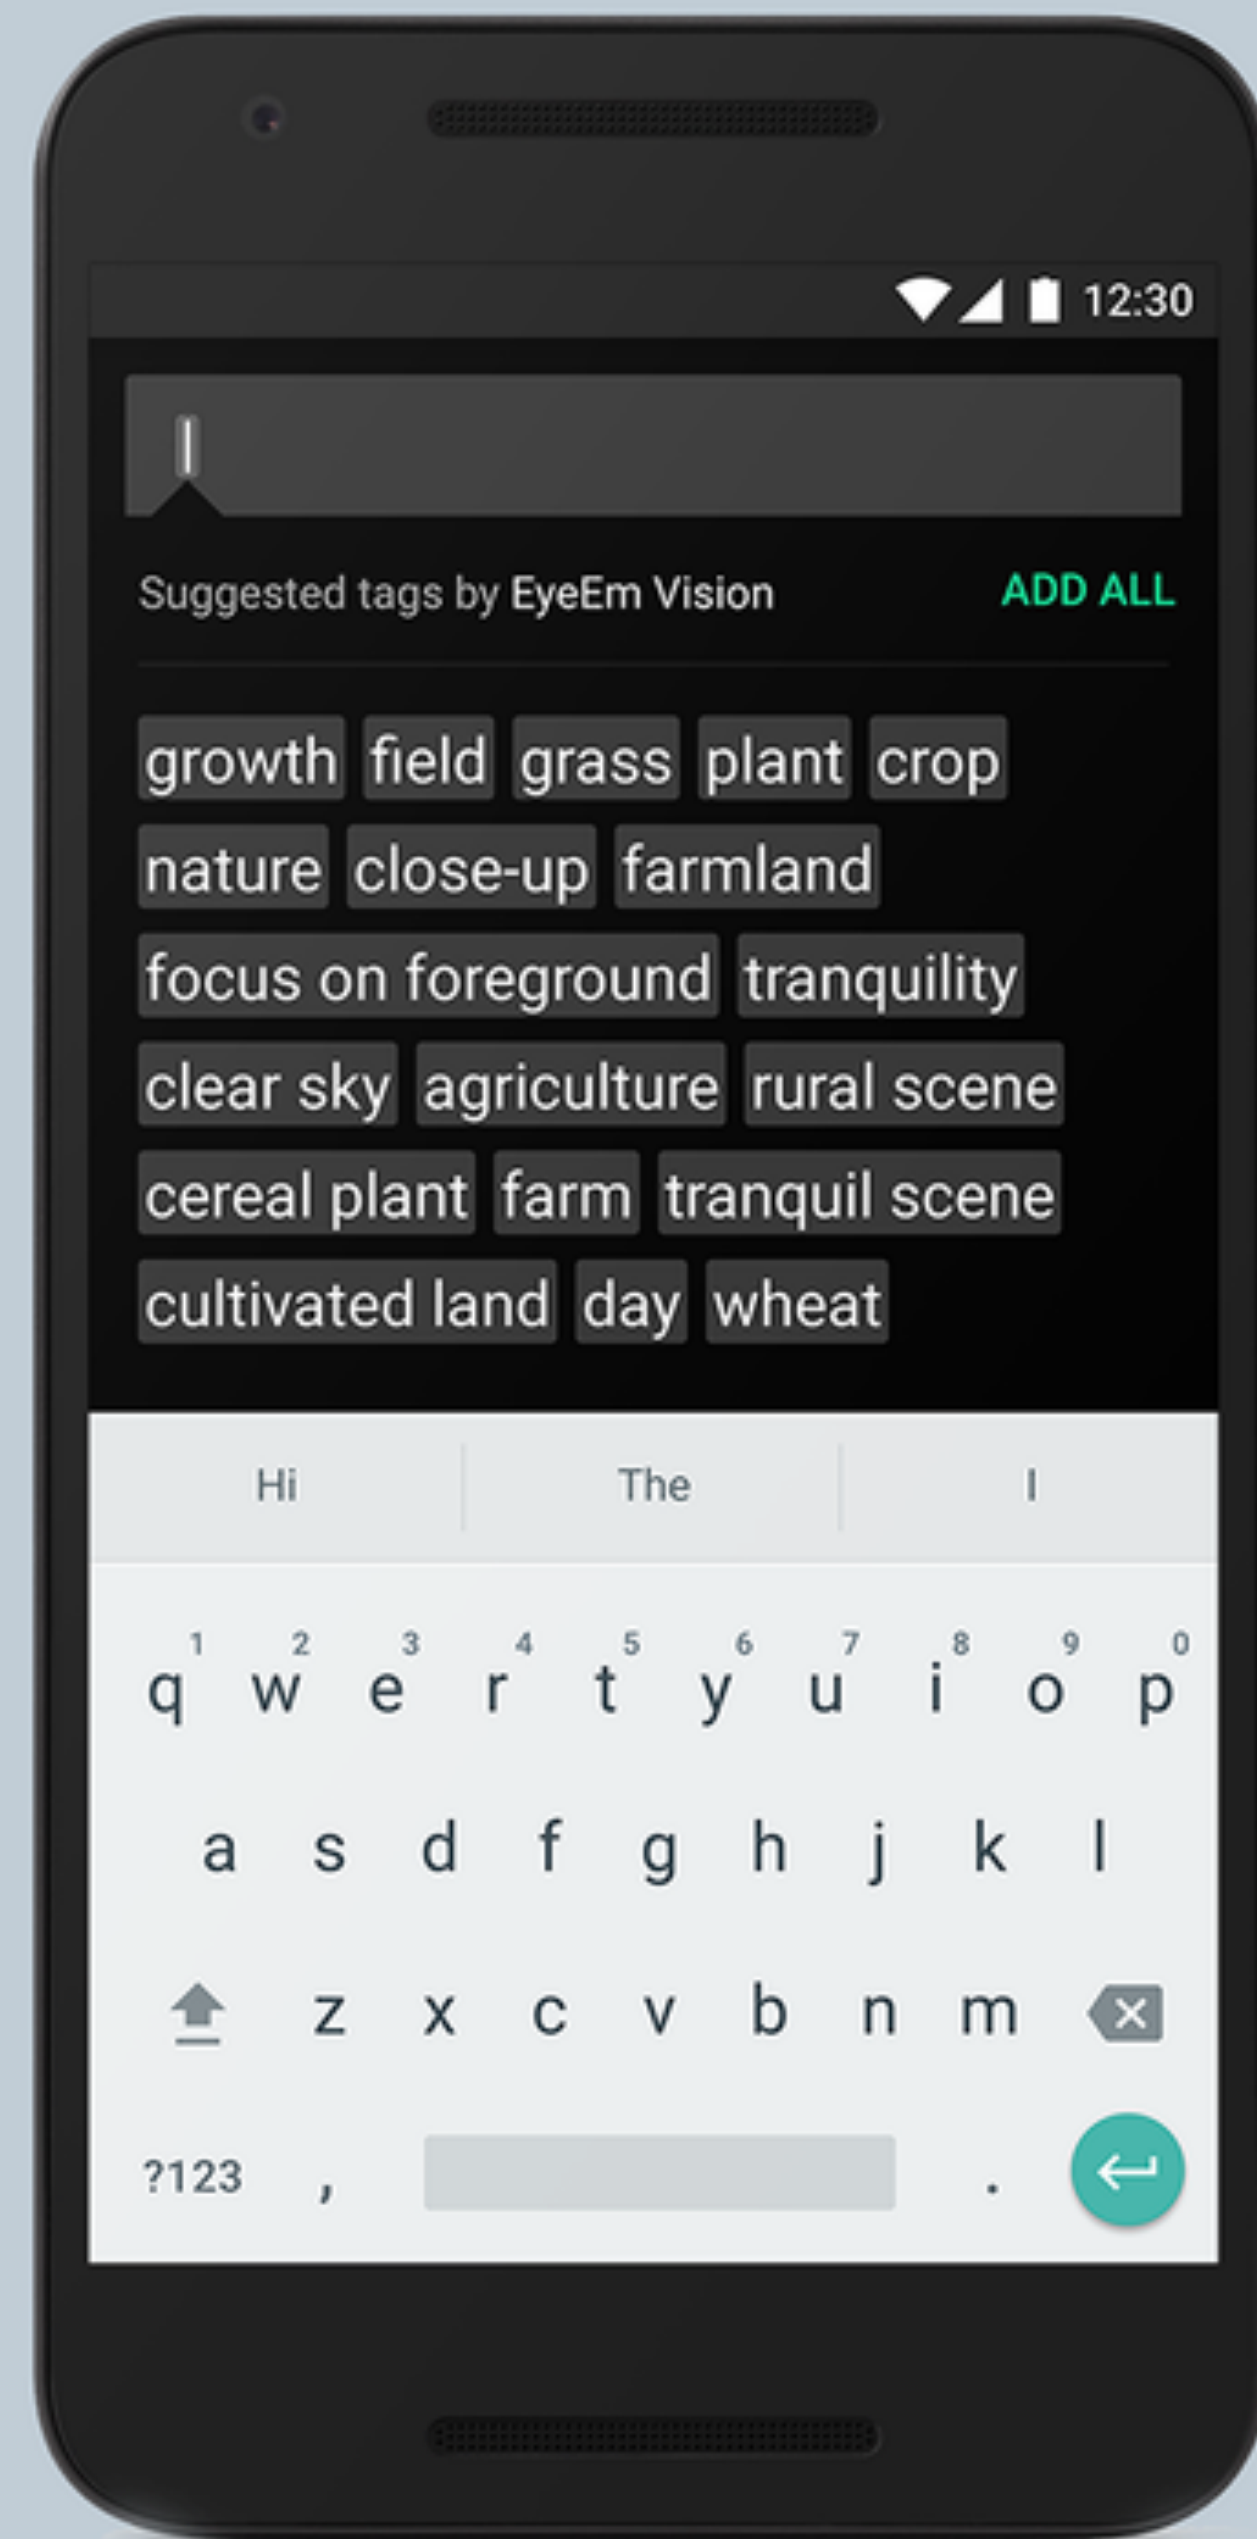 12:30
Suggested tags by EyeEm Vision ADD ALL
growth field grass plant crop
nature close-up farmland
focus on foreground tranquility
clear sky agriculture rural scene
cereal plant farm tranquil scene
cultivated land day wheat
Hi The I
1 2 3 4 5 6 7 8 9 0
q w e r t y u i o p
a s d f g h j k l
z x c v b n m
?123 , .